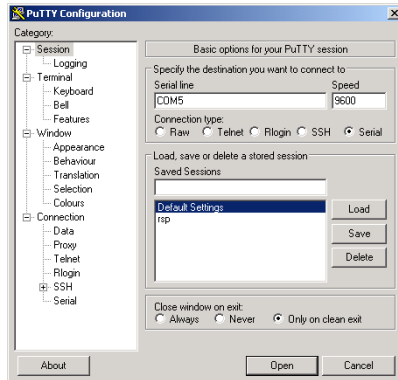 PuTTY Configuration
Category:
Session
Logging
Terminal
Keyboard
Bell
Features
Window
Appearance
Behaviour
Translation
Selection
Colours
Connection
Data
Proxy
Telnet
Rlogin
SSH
Serial
Basic options for your PuTTY session
Specify the destination you want to connect to
Serial line Speed
COM5 9600
Connection type:
Raw Telnet Rlogin SSH Serial
Load, save or delete a stored session
Saved Sessions
Default Settings
rsp
Load
Save
Delete
Close window on exit:
Always Never Only on clean exit
About Open Cancel